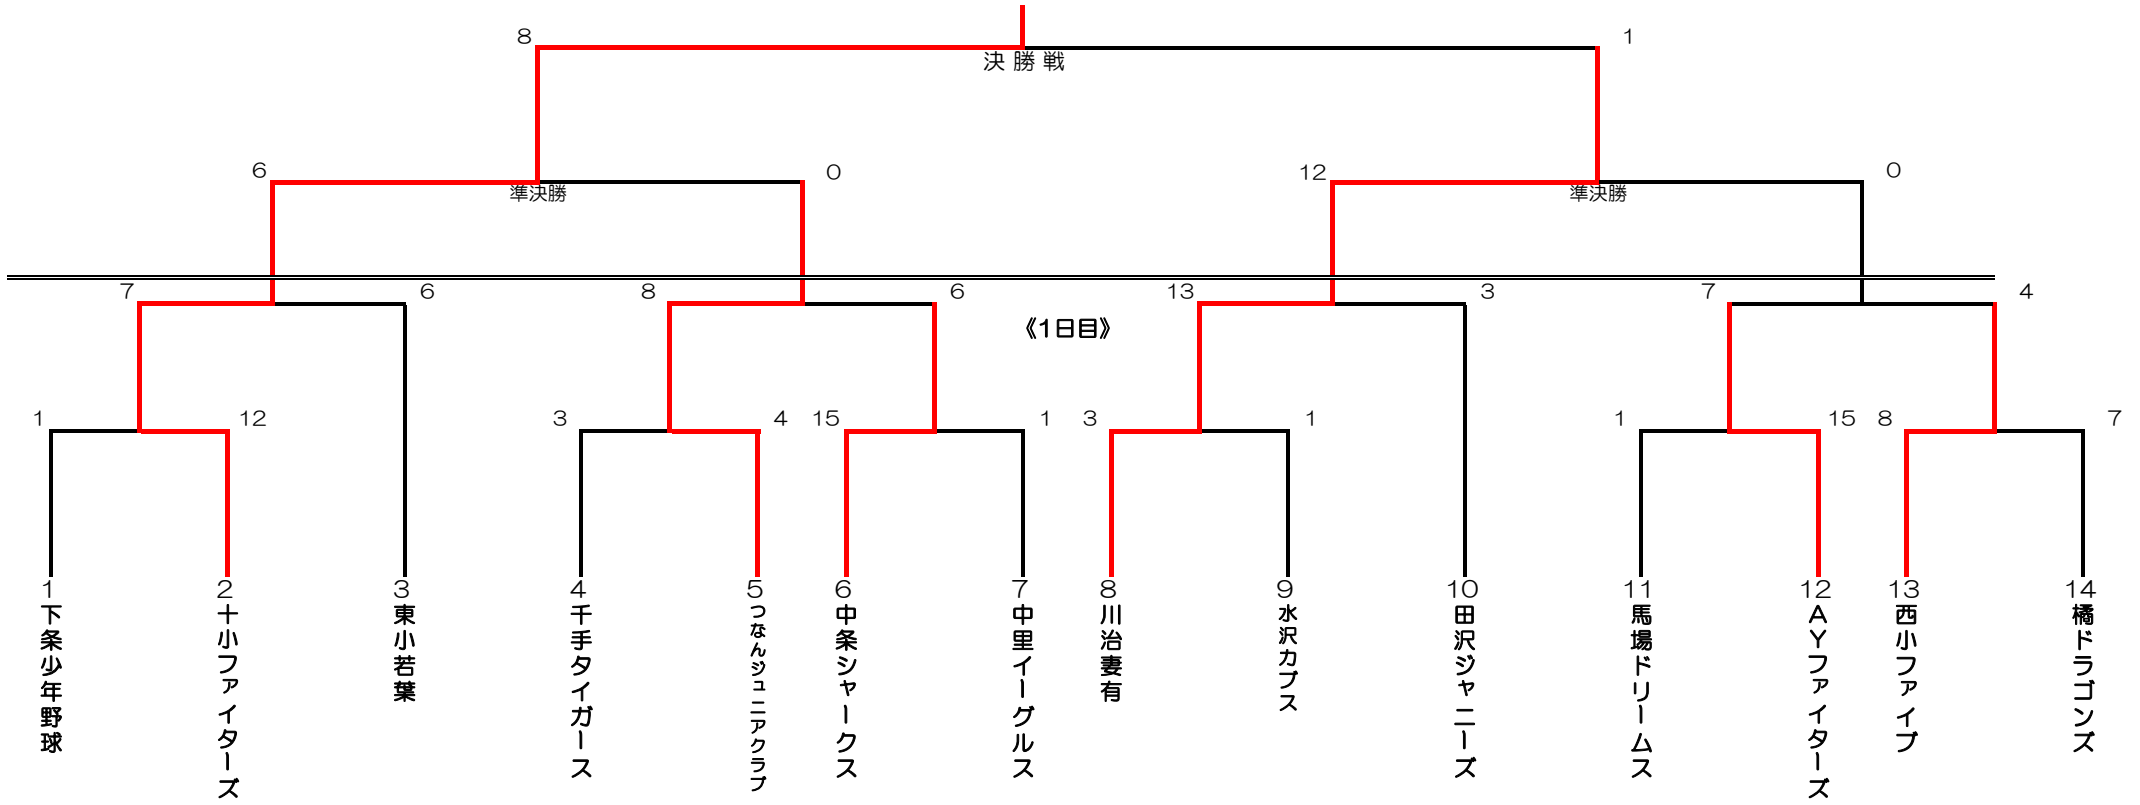 8
1
決勝戦
6
0
12
0
準決勝
準決勝
7
6
8
6
13
3
7
4
《1日目》
1
12
3
4
15
1
3
1
1
15
8
7
1
2
3
4
5
6
7
8
9
10
11
12
13
14
下条少年野球
十小ファイターズ
東小若葉
千手タイガース
つなんジュニアクラブ
中条シャークス
中里イーグルス
川治妻有
水沢カブス
田沢ジャニーズ
馬場ドリームス
AYファイターズ
西小ファイブ
橘ドラゴンズ